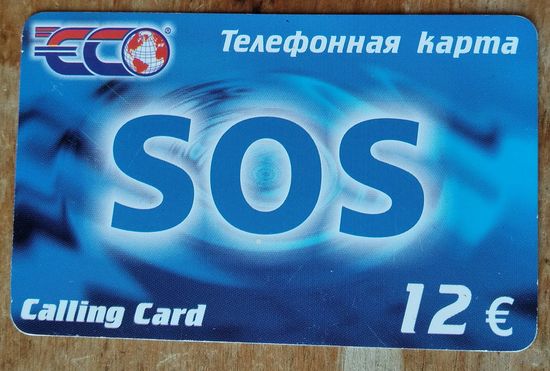 ECO® Телефонная карта
SOS
Calling Card 12 €